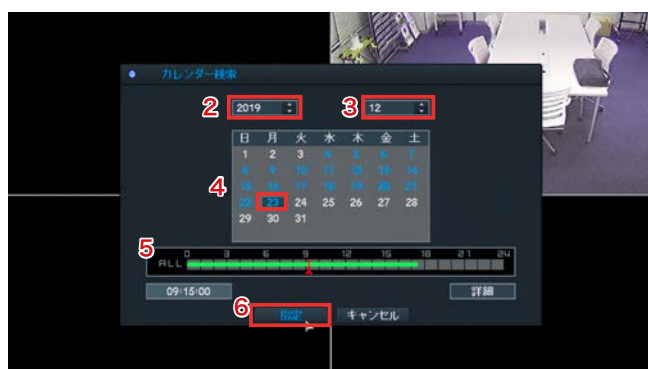 カレンダー検索
2 2019 3 12
日 月 火 水 木 金 土
1 2 3 4 5 6 7
8 9 10 11 12 13 14
4 15 16 17 18 19 20 21
22 23 24 25 26 27 28
29 30 31
5 0 3 6 9 12 15 18 21 24
ALL
09:15:00 詳細
6 指定 キャンセル